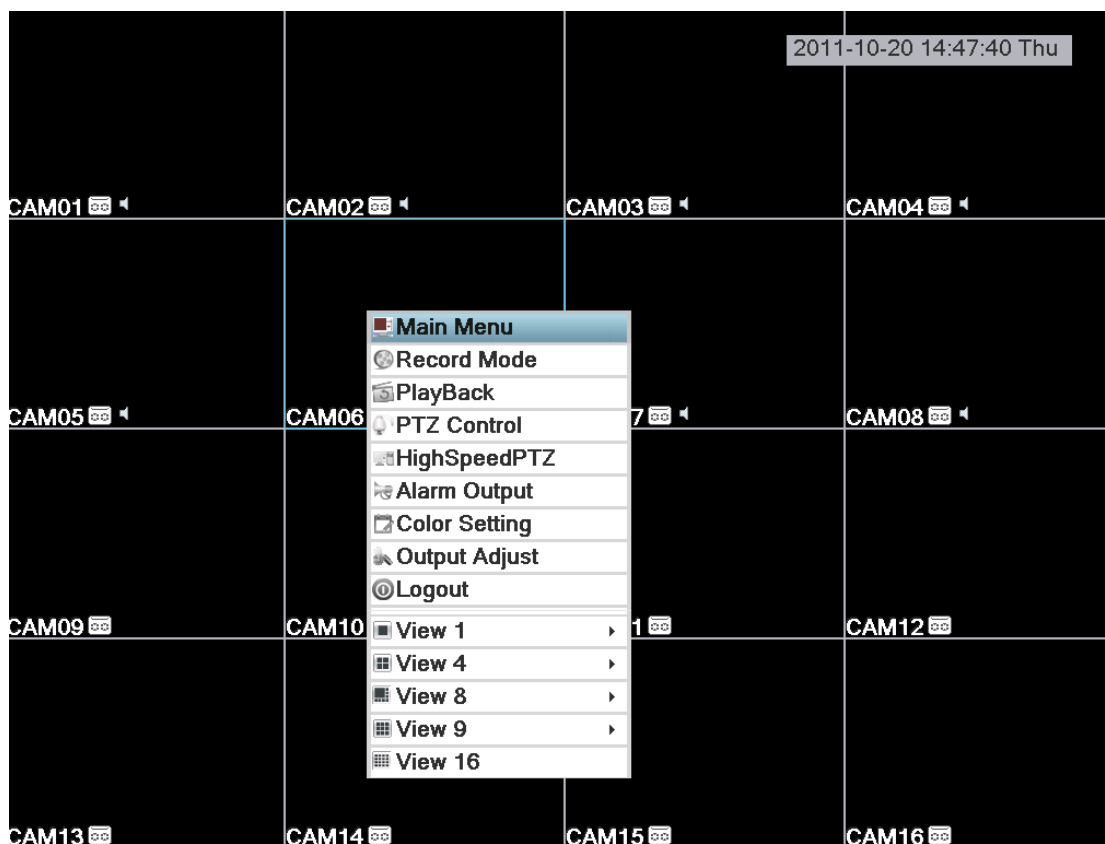 2011-10-20 14:47:40 Thu
CAM01
CAM02
CAM03
CAM04
Main Menu
Record Mode
PlayBack
PTZ Control
HighSpeedPTZ
Alarm Output
Color Setting
Output Adjust
Logout
View 1
View 4
View 8
View 9
View 16
CAM05
CAM06
7
CAM08
CAM09
CAM10
1
CAM12
CAM13
CAM14
CAM15
CAM16